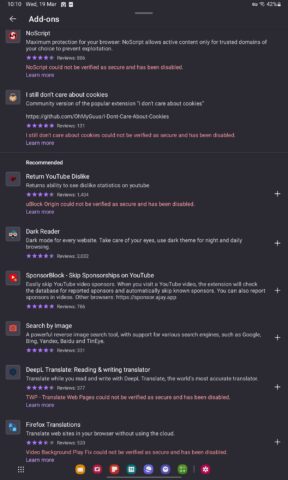 10:10 Wed, 19 Mar
42%
Add-ons
NoScript
Maximum protection for your browser: NoScript allows active content only for trusted domains of
your choice to prevent exploitation.
Reviews: 886
NoScript could not be verified as secure and has been disabled.
Learn more
I still don't care about cookies
Community version of the popular extension "I don't care about cookies"
https://github.com/OhMyGuus/I-Dont-Care-About-Cookies
Reviews: 131
I still don't care about cookies could not be verified as secure and has been disabled.
Learn more
Recommended
Return YouTube Dislike
Returns ability to see dislike statistics on youtube
Reviews: 1,404
uBlock Origin could not be verified as secure and has been disabled.
Learn more
Dark Reader
Dark mode for every website. Take care of your eyes, use dark theme for night and daily
browsing.
Reviews:
SponsorBlock - Skip Sponsorships on YouTube
Easily skip YouTube video sponsors. When you visit a YouTube video, the extension will
check the database for reported sponsors and automatically skip known sponsors. You can also report
sponsors in videos. Other browsers: https://sponsor.ajay.app
Reviews: 766
Search by Image
A powerful reverse image search tool, with support for various search engines, such as Google,
Bing, Yandex, Baidu and TinEye.
Reviews: 331
DeepL Translate: Reading & writing translator
Translate while you read and write with DeepL Translate, the world's most accurate translator.
Reviews: 377
TWP - Translate Web Pages could not be verified as secure and has been disabled.
Learn more
Firefox Translations
Translate web sites in your browser without using the cloud.
Reviews: 520
Video Background Play Fix could not be verified as secure and has been disabled.
Learn more